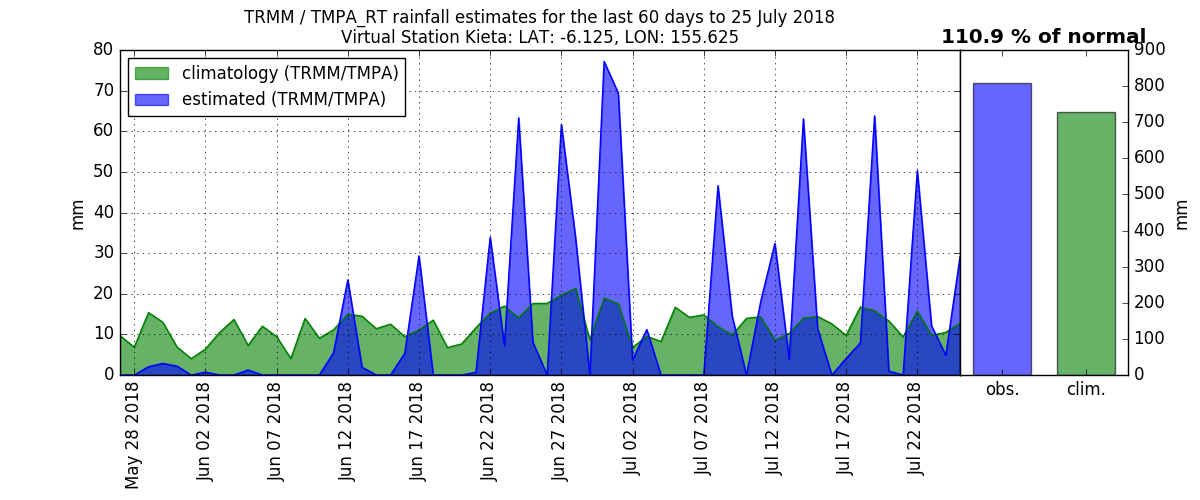 TRMM / TMPA_RT rainfall estimates for the last 60 days to 25 July 2018
Virtual Station Kieta: LAT: -6.125, LON: 155.625
110.9 % of normal
climatology (TRMM/TMPA)
estimated (TRMM/TMPA)
mm
80
70
60
50
40
30
20
10
0
May 28 2018
Jun 02 2018
Jun 07 2018
Jun 12 2018
Jun 17 2018
Jun 22 2018
Jun 27 2018
Jul 02 2018
Jul 07 2018
Jul 12 2018
Jul 17 2018
Jul 22 2018
obs.
clim.
900
800
700
600
500
400
300
200
100
0
mm